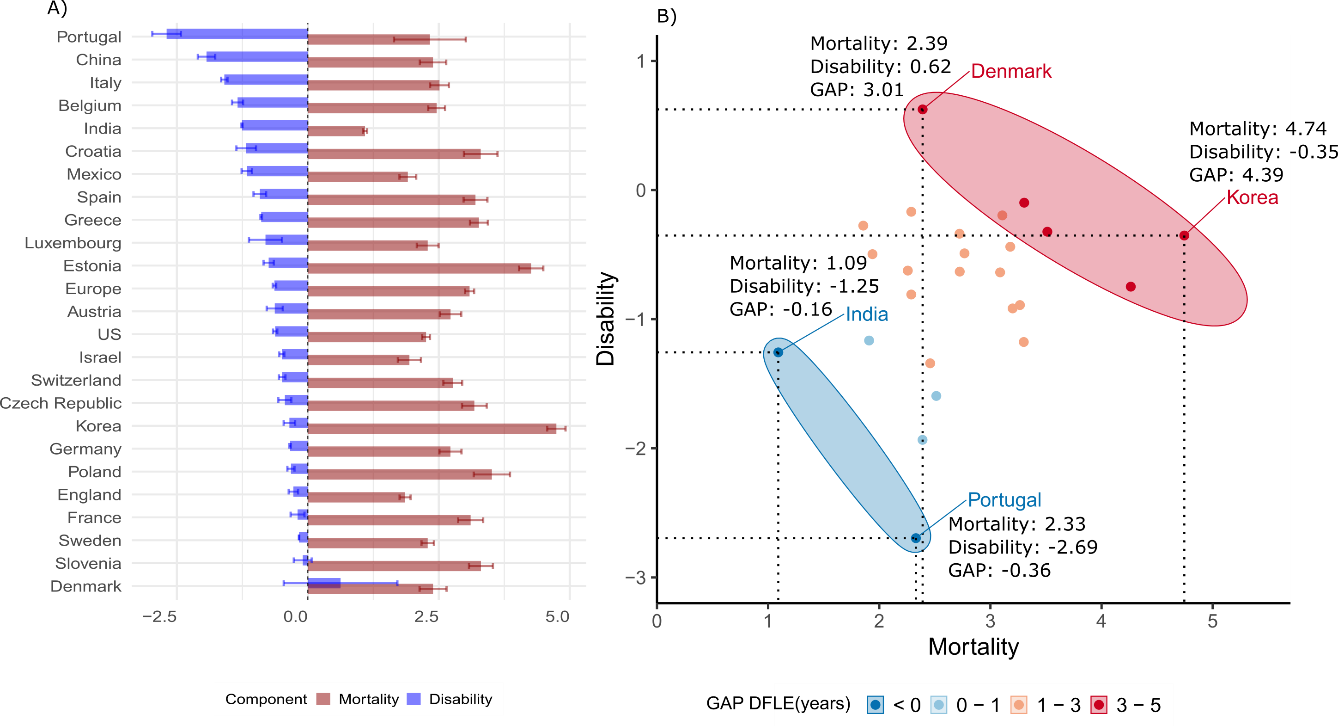 A)
Portugal
China
Italy
Belgium
India
Croatia
Mexico
Spain
Greece
Luxembourg
Estonia
Europe
Austria
US
Israel
Switzerland
Czech Republic
Korea
Germany
Poland
England
France
Sweden
Slovenia
Denmark
−2.5 0.0 2.5 5.0
Component Mortality Disability
B)
Mortality: 2.39
Disability: 0.62
GAP: 3.01
Denmark
Mortality: 4.74
Disability: -0.35
GAP: 4.39
Korea
Mortality: 1.09
Disability: -1.25
GAP: -0.16
India
Portugal
Mortality: 2.33
Disability: -2.69
GAP: -0.36
Disability
1
0
−1
−2
−3
0 1 2 3 4 5
Mortality
GAP DFLE(years) < 0 0 − 1 1 − 3 3 − 5